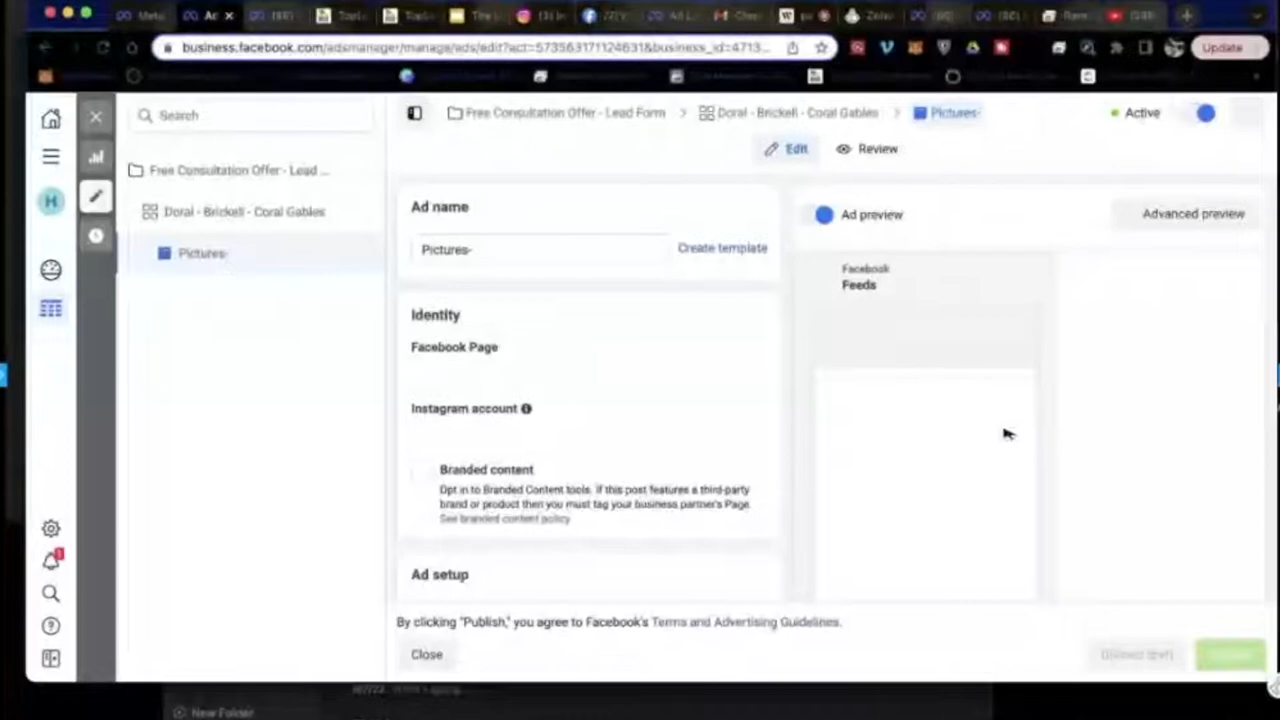 Meta
Update
business.facebook.com/adsmanager/manage/ads/edit?act=573563171124631&business_id=4713...
Search
Free Consultation Offer - Lead Form
Doral - Brickell - Coral Gables
Pictures-
Active
Edit
Review
Free Consultation Offer - Lead ...
Doral - Brickell - Coral Gables
Pictures-
H
Ad name
Pictures-
Create template
Ad preview
Advanced preview
Facebook
Feeds
Identity
Facebook Page
Instagram account
Branded content
Opt in to Branded Content tools. If this post features a third-party
brand or product then you must tag your business partner's Page.
See branded content policy
Ad setup
By clicking "Publish," you agree to Facebook's Terms and Advertising Guidelines.
Close
Discard draft
New Folder